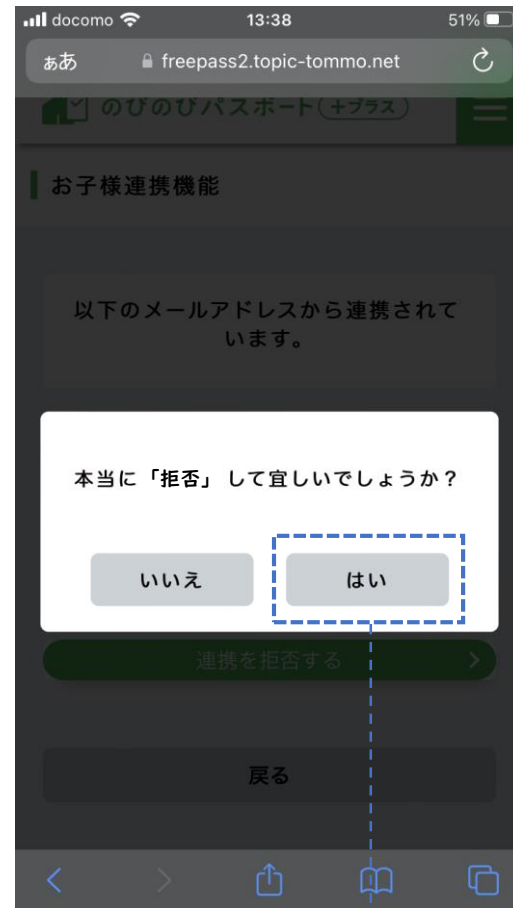 docomo 13:38 51%
ぁあ freepass2.topic-tommo.net
のびのびパスポート(+プラス)
お子様連携機能
以下のメールアドレスから連携されて
います。
本当に「拒否」して宜しいでしょうか?
いいえ はい
連携を拒否する
戻る